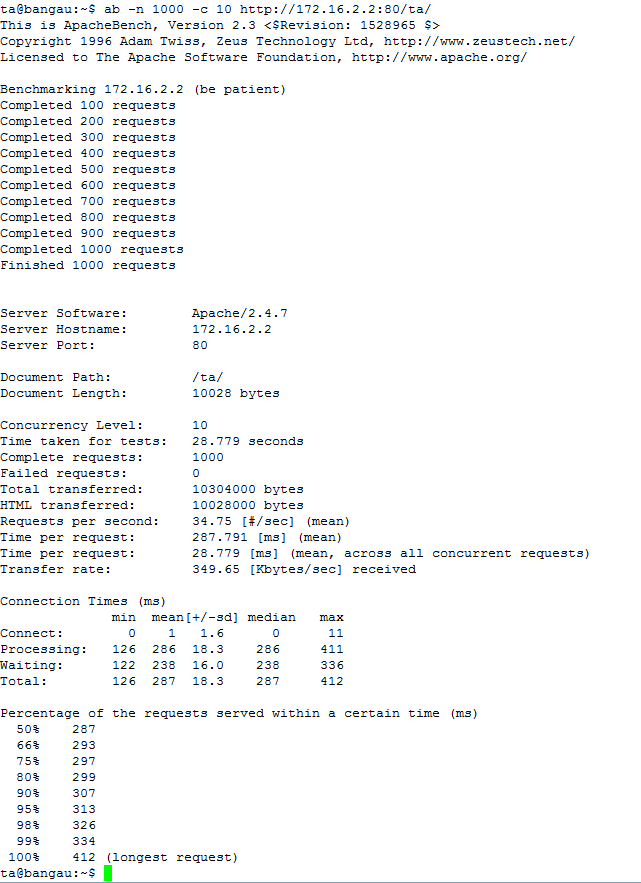 ta@bangau:~$ ab -n 1000 -c 10 http://172.16.2.2:80/ta/
This is ApacheBench, Version 2.3 <$Revision: 1528965 $>
Copyright 1996 Adam Twiss, Zeus Technology Ltd, http://www.zeustech.net/
Licensed to The Apache Software Foundation, http://www.apache.org/

Benchmarking 172.16.2.2 (be patient)
Completed 100 requests
Completed 200 requests
Completed 300 requests
Completed 400 requests
Completed 500 requests
Completed 600 requests
Completed 700 requests
Completed 800 requests
Completed 900 requests
Completed 1000 requests
Finished 1000 requests


Server Software:        Apache/2.4.7
Server Hostname:        172.16.2.2
Server Port:            80

Document Path:          /ta/
Document Length:        10028 bytes

Concurrency Level:      10
Time taken for tests:   28.779 seconds
Complete requests:      1000
Failed requests:        0
Total transferred:      10304000 bytes
HTML transferred:       10028000 bytes
Requests per second:    34.75 [#/sec] (mean)
Time per request:       287.791 [ms] (mean)
Time per request:       28.779 [ms] (mean, across all concurrent requests)
Transfer rate:          349.65 [Kbytes/sec] received

Connection Times (ms)
              min  mean[+/-sd] median   max
Connect:        0    1   1.6      0      11
Processing:   126  286  18.3    286     411
Waiting:      122  238  16.0    238     336
Total:        126  287  18.3    287     412

Percentage of the requests served within a certain time (ms)
  50%    287
  66%    293
  75%    297
  80%    299
  90%    307
  95%    313
  98%    326
  99%    334
 100%    412 (longest request)
ta@bangau:~$